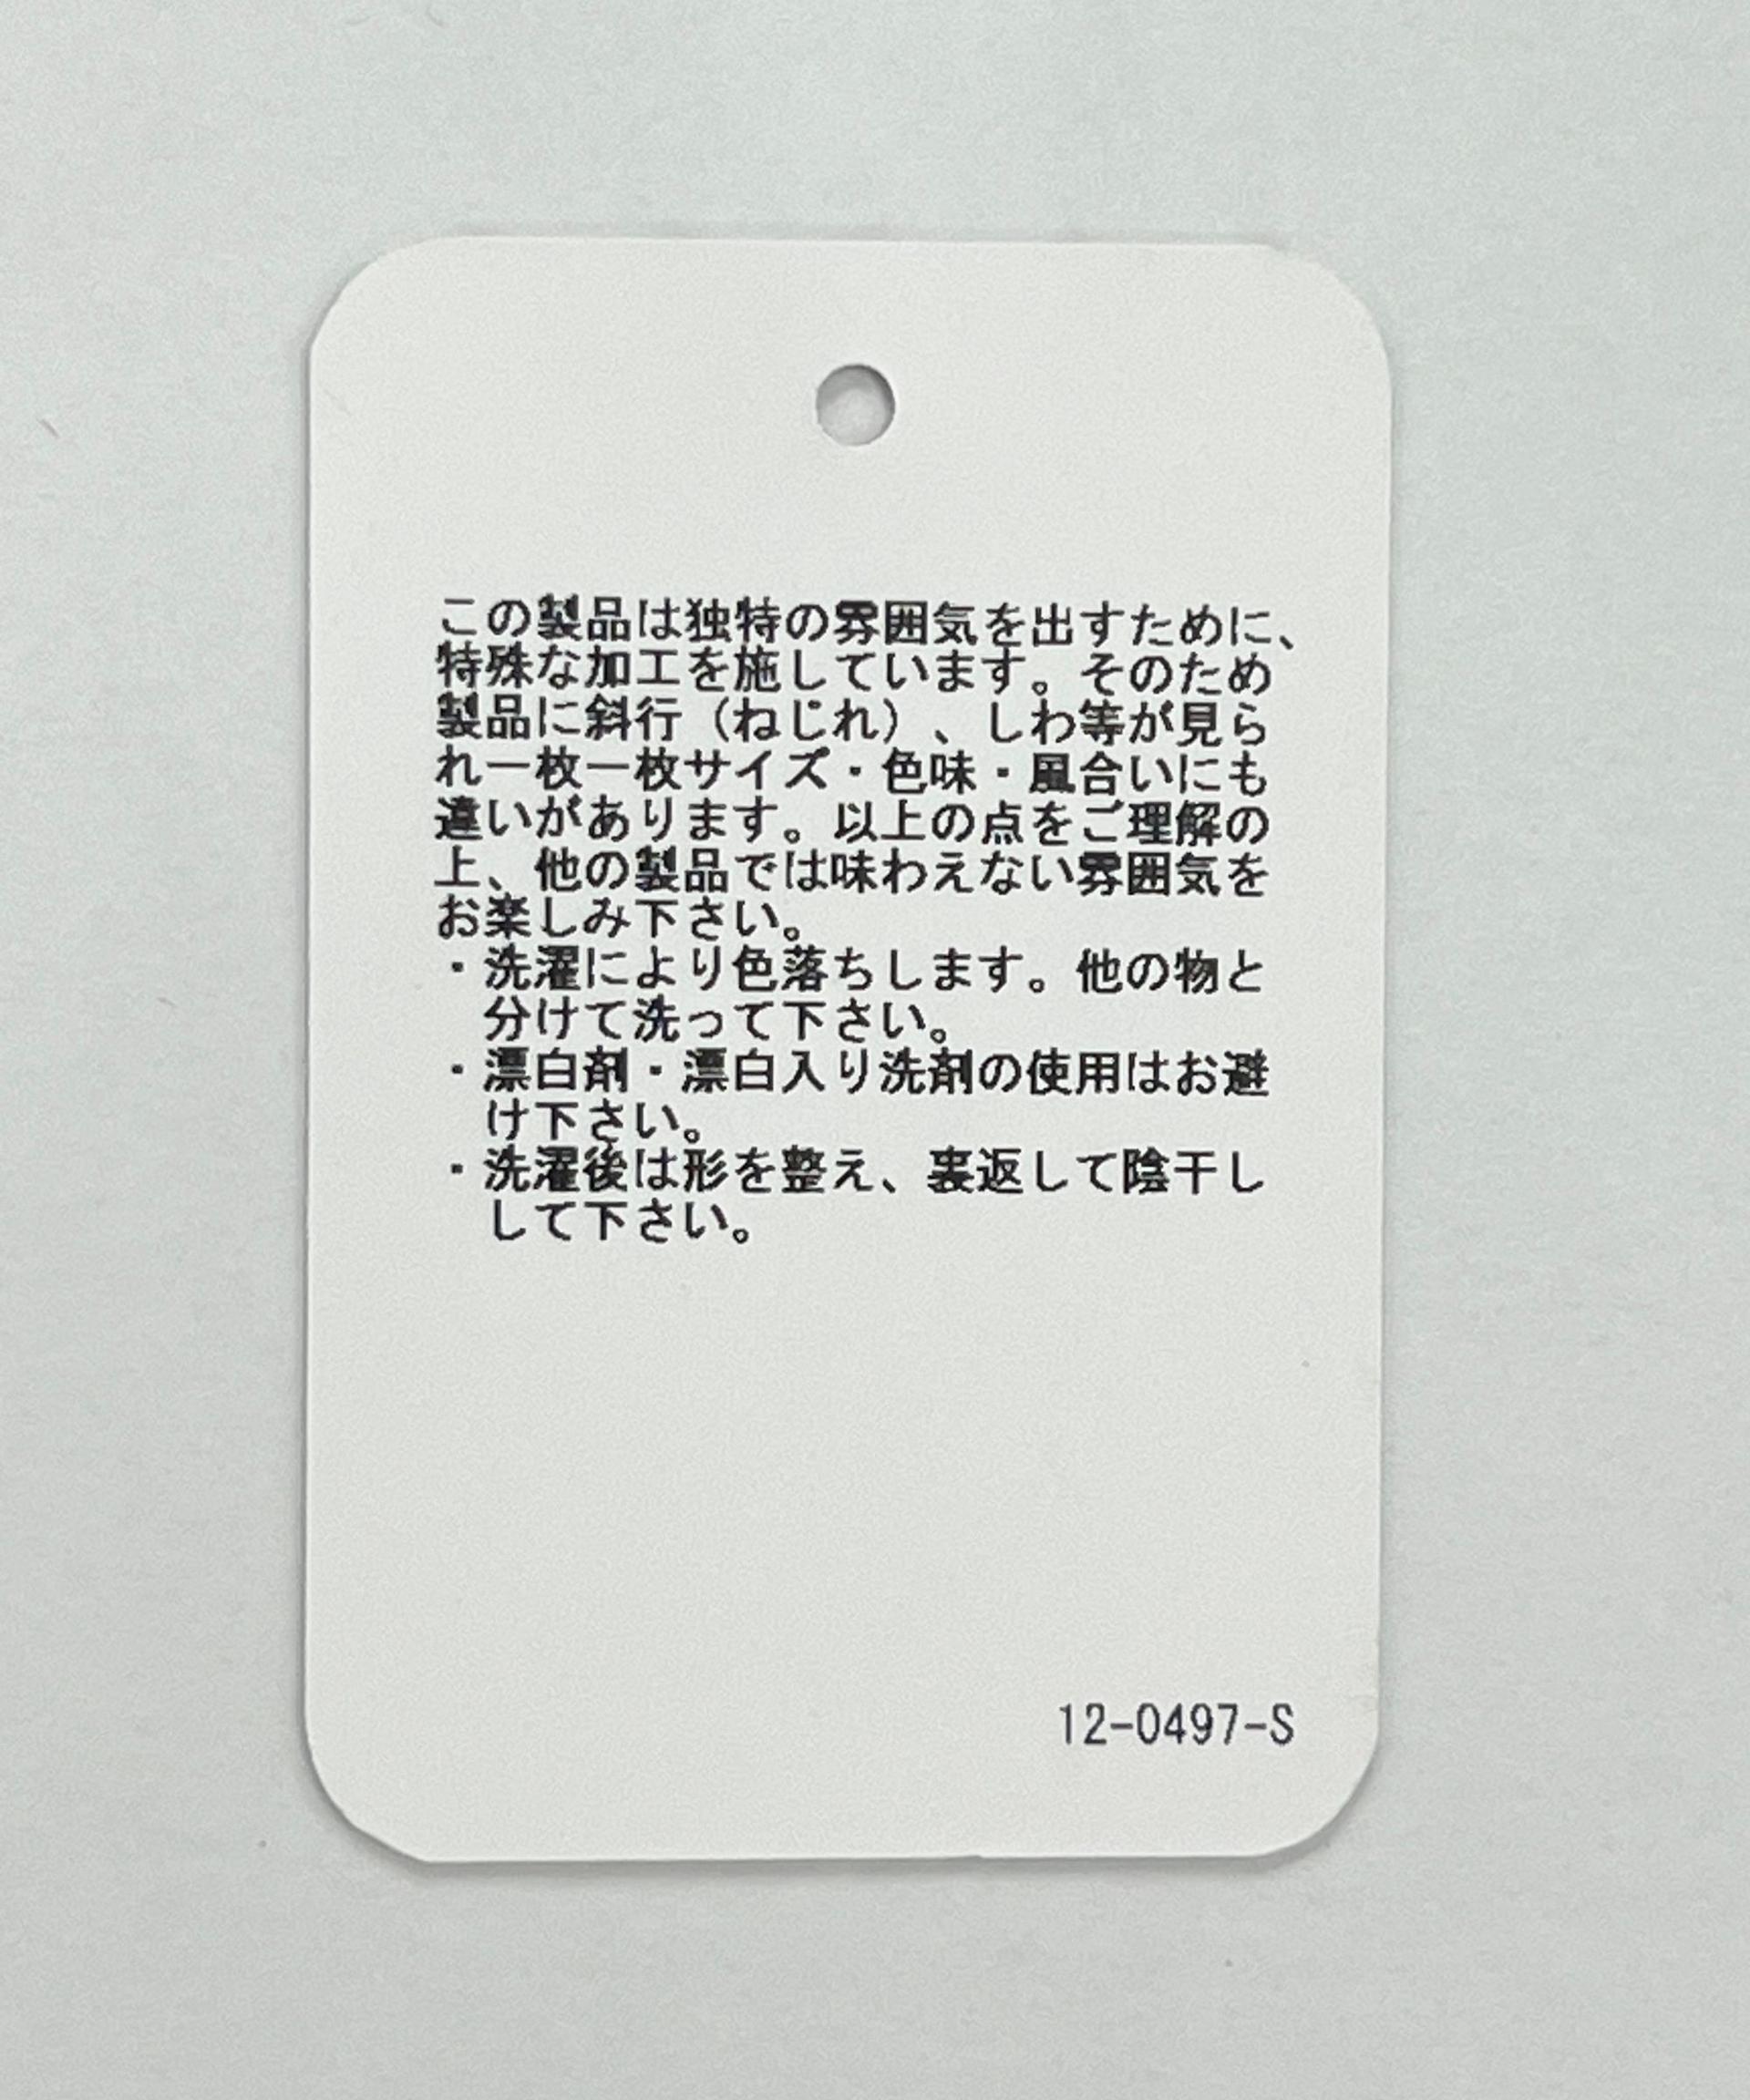 この製品は独特の雰囲気を出すために、
特殊な加工を施しています。そのため
製品に斜行（ねじれ）、しわ等が見ら
れ一枚一枚サイズ・色味・風合いにも
違いがあります。以上の点をご理解の
上、他の製品では味わえない雰囲気を
お楽しみ下さい。
・洗濯により色落ちします。他の物と
分けて洗って下さい。
・漂白剤・漂白入り洗剤の使用はお避
け下さい。
・洗濯後は形を整え、裏返して陰干し
して下さい。
12-0497-S